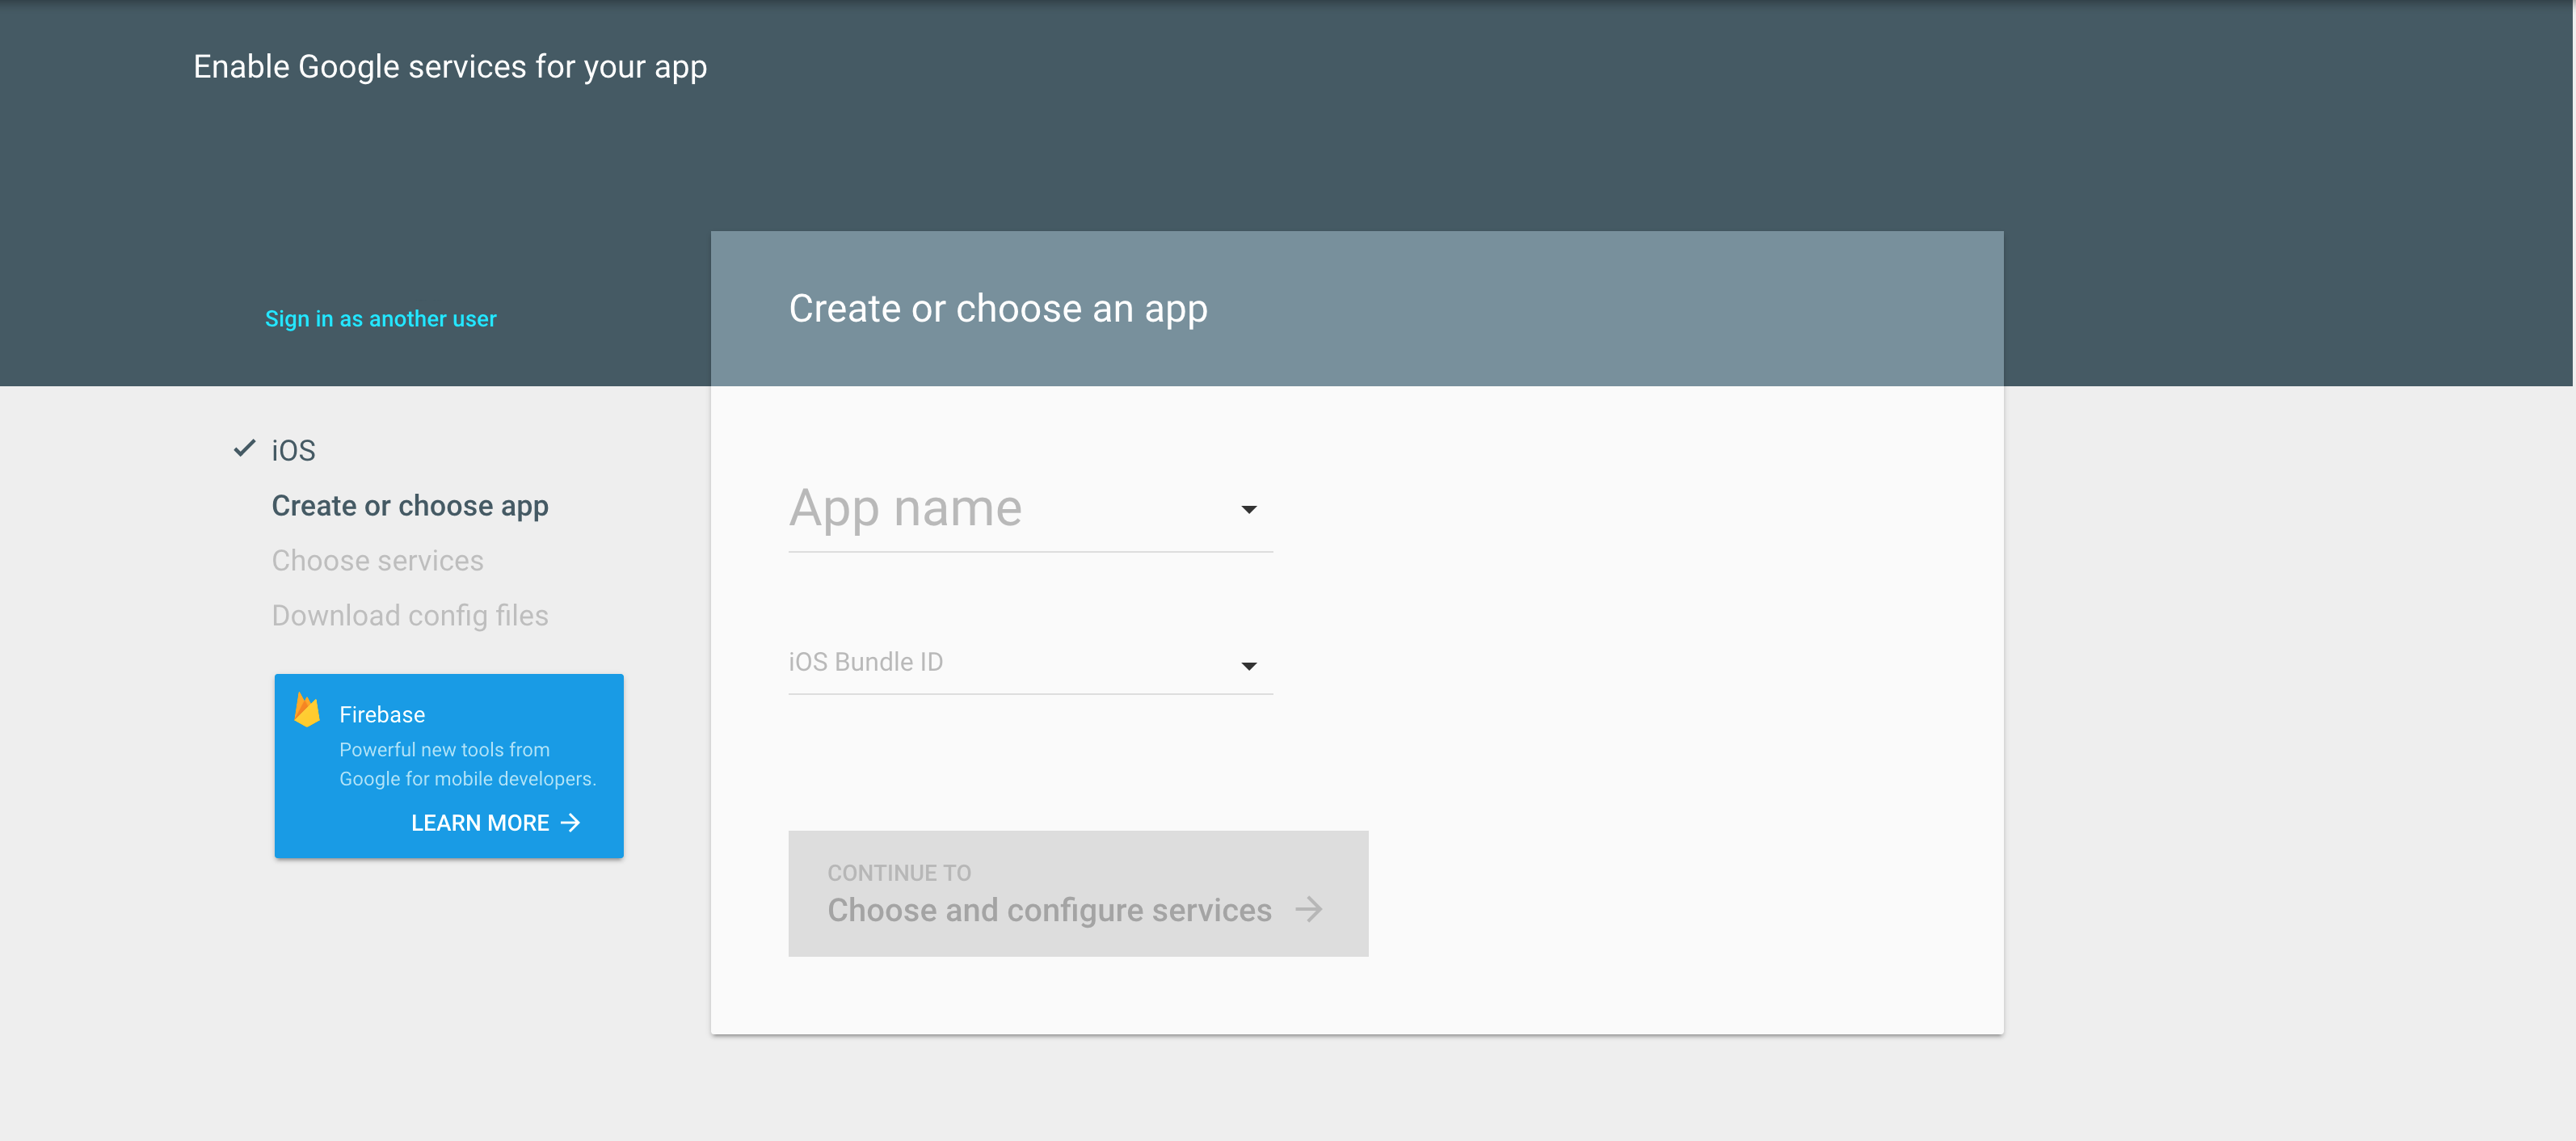 Enable Google services for your app
Sign in as another user
Create or choose an app
iOS
Create or choose app
Choose services
Download config files
Firebase
Powerful new tools from
Google for mobile developers.
LEARN MORE
App name
iOS Bundle ID
CONTINUE TO
Choose and configure services